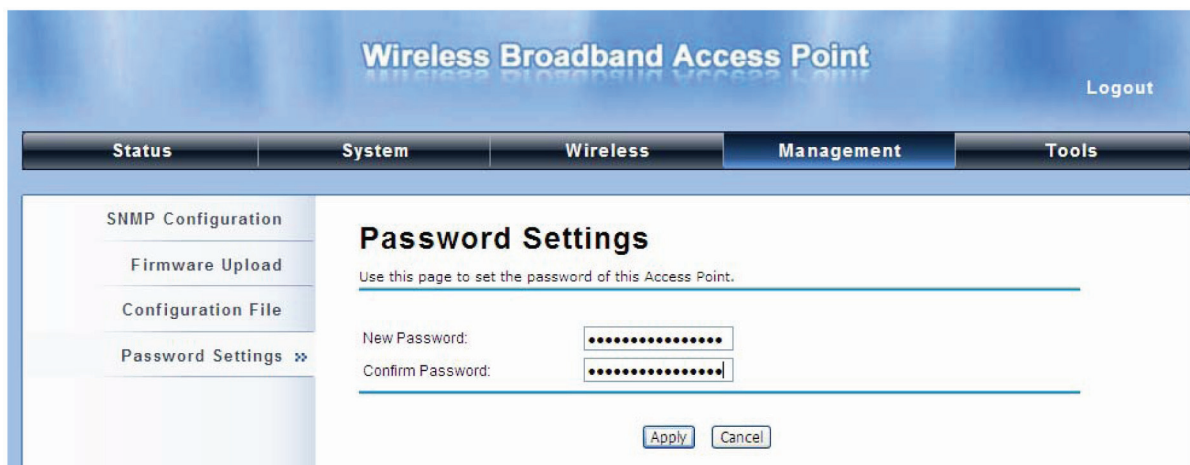 Wireless Broadband Access Point
Logout
Status System Wireless Management Tools
SNMP Configuration
Firmware Upload
Configuration File
Password Settings »
Password Settings
Use this page to set the password of this Access Point.
New Password: ••••••••••••••••
Confirm Password: ••••••••••••••••
Apply Cancel